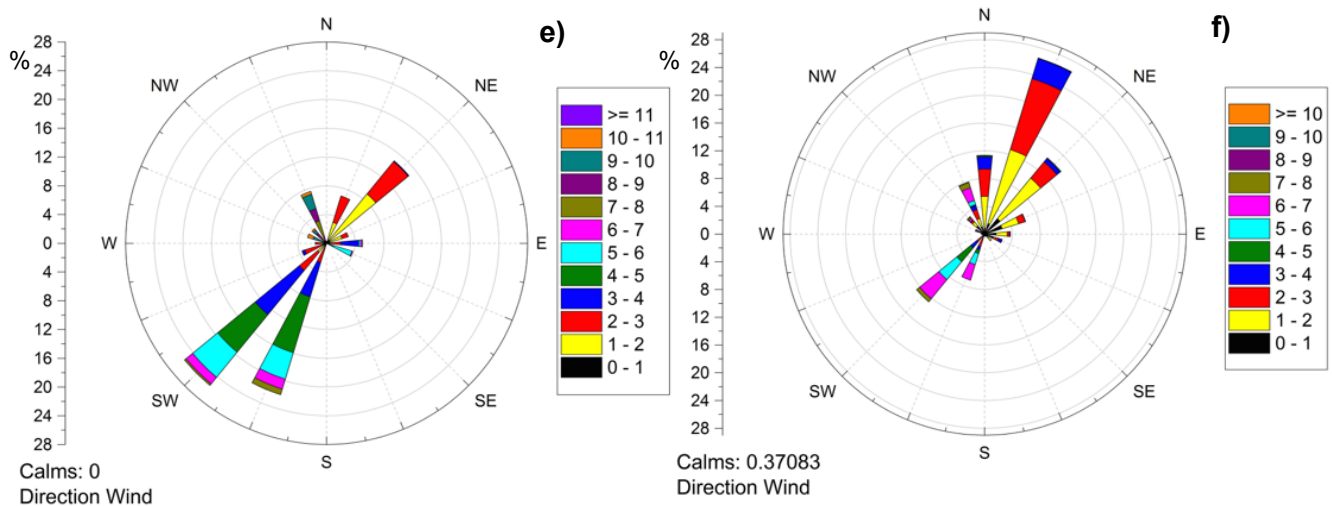 e)
%
28
24
20
16
12
8
4
0
4
8
12
16
20
24
28
N
NE
E
SE
S
SW
W
NW
>= 11
10 - 11
9 - 10
8 - 9
7 - 8
6 - 7
5 - 6
4 - 5
3 - 4
2 - 3
1 - 2
0 - 1
Calms: 0
Direction Wind
f)
%
28
24
20
16
12
8
4
0
4
8
12
16
20
24
28
N
NE
E
SE
S
SW
W
NW
>= 10
9 - 10
8 - 9
7 - 8
6 - 7
5 - 6
4 - 5
3 - 4
2 - 3
1 - 2
0 - 1
Calms: 0.37083
Direction Wind